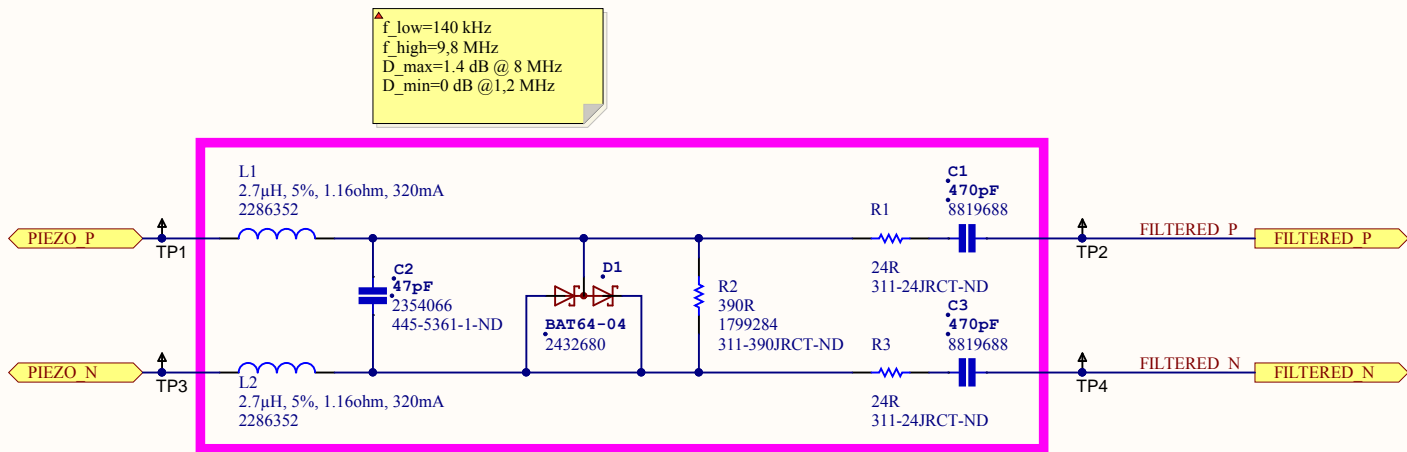 f_low=140 kHz
f_high=9,8 MHz
D_max=1.4 dB @ 8 MHz
D_min=0 dB @1,2 MHz
L1
2.7µH, 5%, 1.16ohm, 320mA
2286352
C1
470pF
8819688
R1
PIEZO_P
TP1
TP2
FILTERED_P
FILTERED_P
24R
311-24JRCT-ND
C2
47pF
2354066
445-5361-1-ND
D1
BAT64-04
2432680
R2
390R
1799284
311-390JRCT-ND
C3
470pF
8819688
R3
PIEZO_N
TP3
TP4
FILTERED_N
FILTERED_N
L2
2.7µH, 5%, 1.16ohm, 320mA
2286352
24R
311-24JRCT-ND